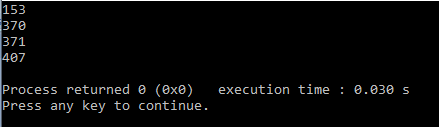 153
370
371
407
Process returned 0 (0x0)   execution time : 0.030 s
Press any key to continue.